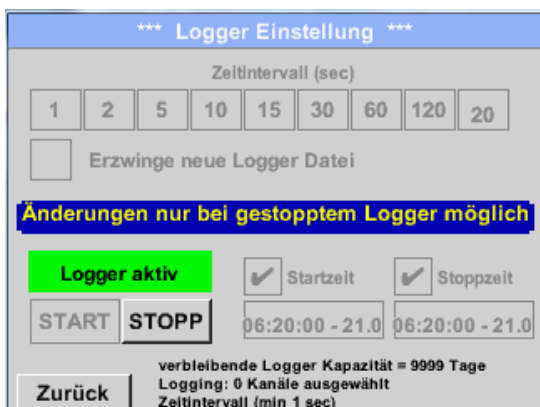 *** Logger Einstellung ***
Zeitintervall (sec)
1 2 5 10 15 30 60 120 20
Erzwinge neue Logger Datei
Änderungen nur bei gestopptem Logger möglich
Logger aktiv
✔ Startzeit ✔ Stoppzeit
START STOPP 06:20:00 - 21.0 06:20:00 - 21.0
verbleibende Logger Kapazität = 9999 Tage
Zurück Logging: 0 Kanäle ausgewählt
Zeitintervall (min 1 sec)